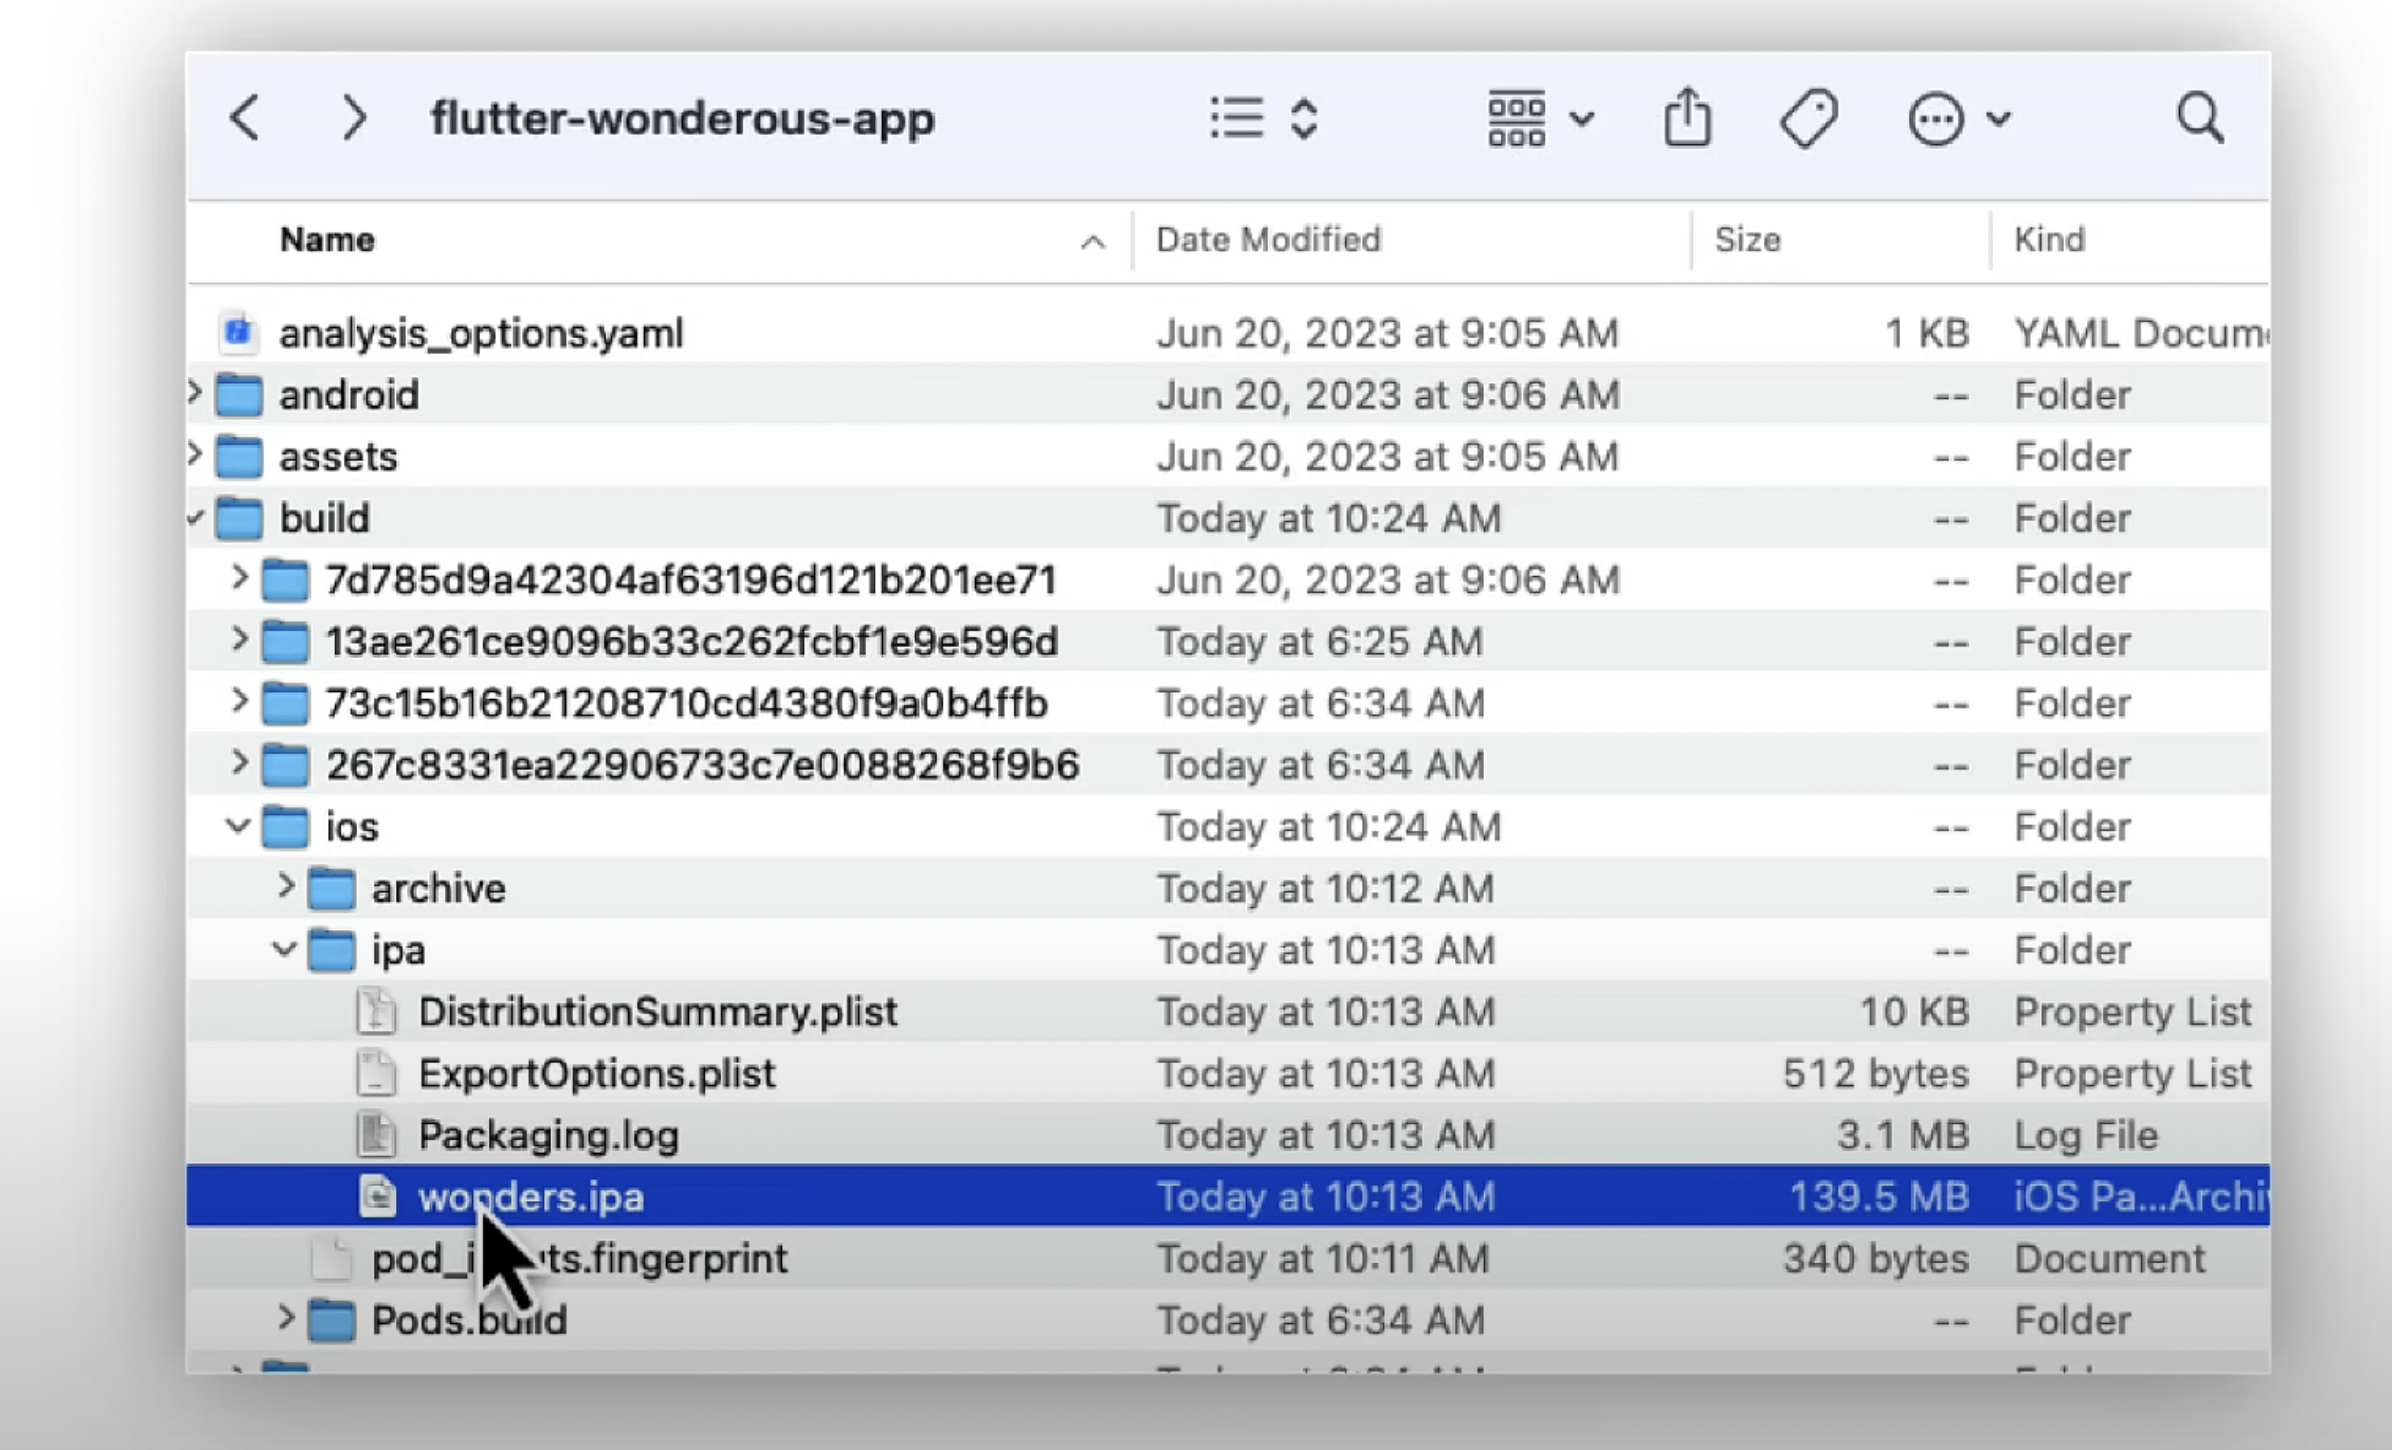 flutter-wonderous-app
Name Date Modified Size Kind
analysis_options.yaml Jun 20, 2023 at 9:05 AM 1 KB YAML Docum
android Jun 20, 2023 at 9:06 AM -- Folder
assets Jun 20, 2023 at 9:05 AM -- Folder
build Today at 10:24 AM -- Folder
7d785d9a42304af63196d121b201ee71 Jun 20, 2023 at 9:06 AM -- Folder
13ae261ce9096b33c262fcbf1e9e596d Today at 6:25 AM -- Folder
73c15b16b21208710cd4380f9a0b4ffb Today at 6:34 AM -- Folder
267c8331ea22906733c7e0088268f9b6 Today at 6:34 AM -- Folder
ios Today at 10:24 AM -- Folder
archive Today at 10:12 AM -- Folder
ipa Today at 10:13 AM -- Folder
DistributionSummary.plist Today at 10:13 AM 10 KB Property List
ExportOptions.plist Today at 10:13 AM 512 bytes Property List
Packaging.log Today at 10:13 AM 3.1 MB Log File
wonders.ipa Today at 10:13 AM 139.5 MB iOS Pa...Archi
Today at 10:11 AM 340 bytes Document
Pods.build Today at 6:34 AM -- Folder